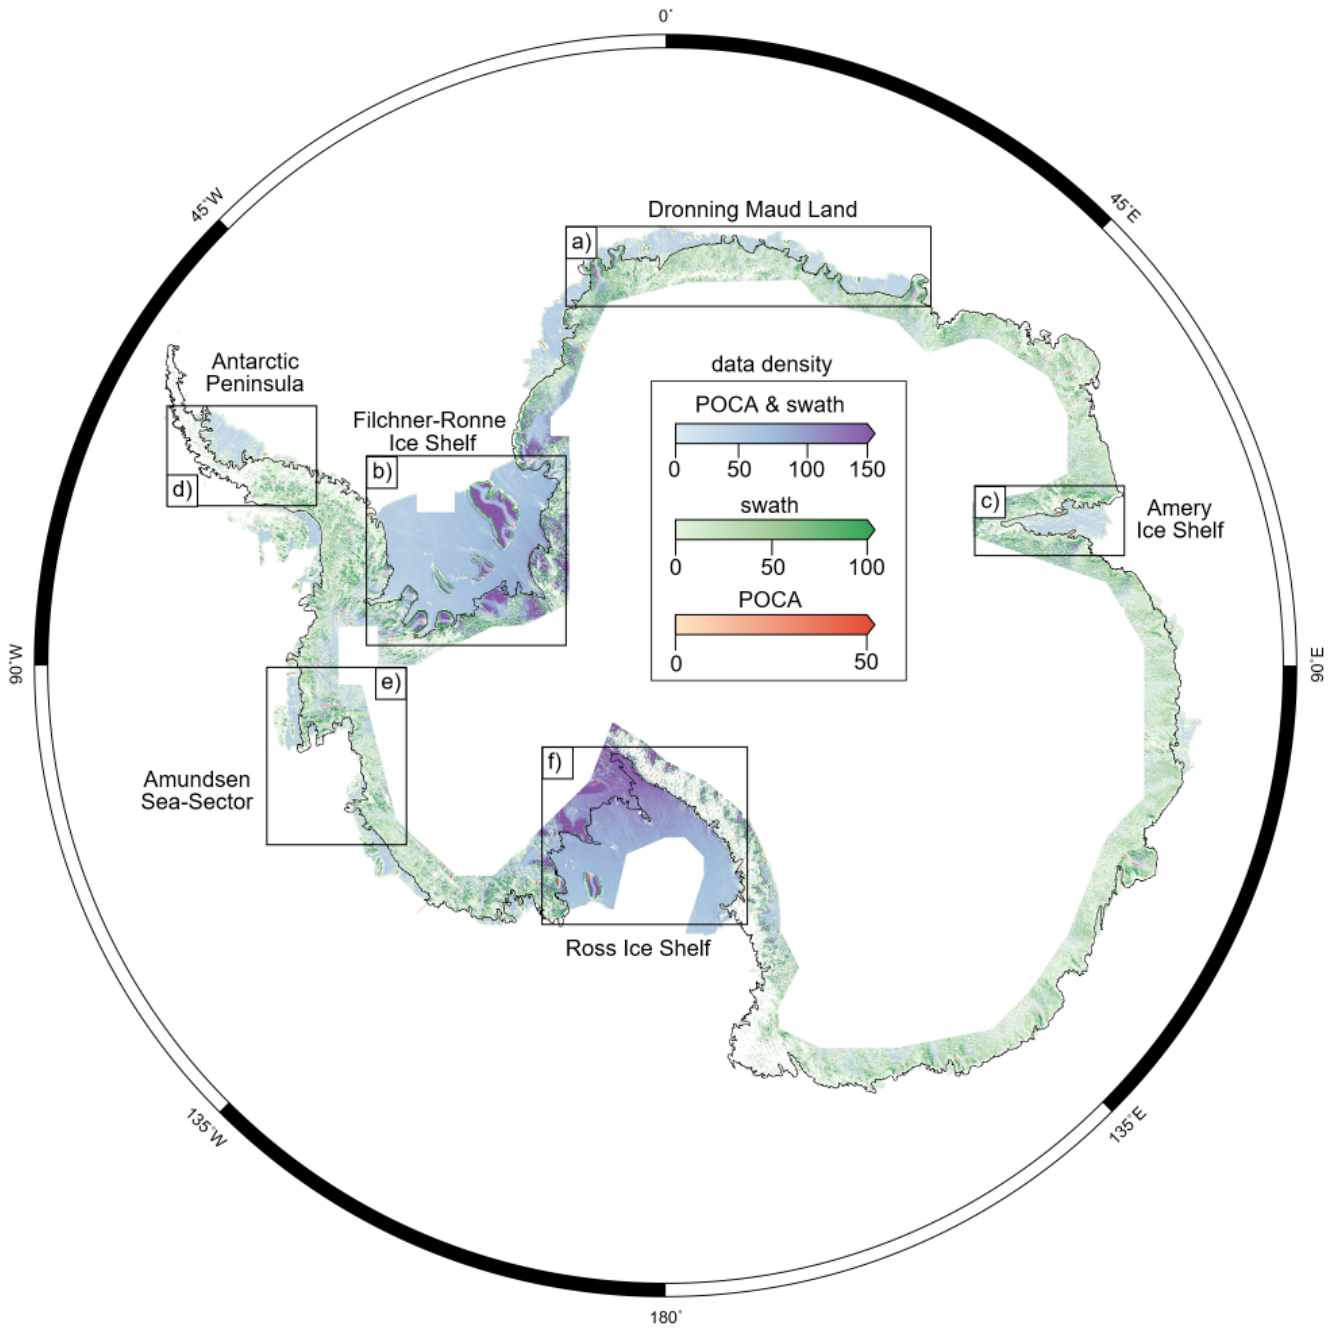 0°
45°W
45°E
Dronning Maud Land
a)
Antarctic
Peninsula
data density
Filchner-Ronne
Ice Shelf
POCA & swath
0 50 100 150
b)
d)
swath
c)
Amery
Ice Shelf
0 50 100
POCA
0 50
90°W
90°E
e)
f)
Amundsen
Sea-Sector
Ross Ice Shelf
135°W
135°E
180°